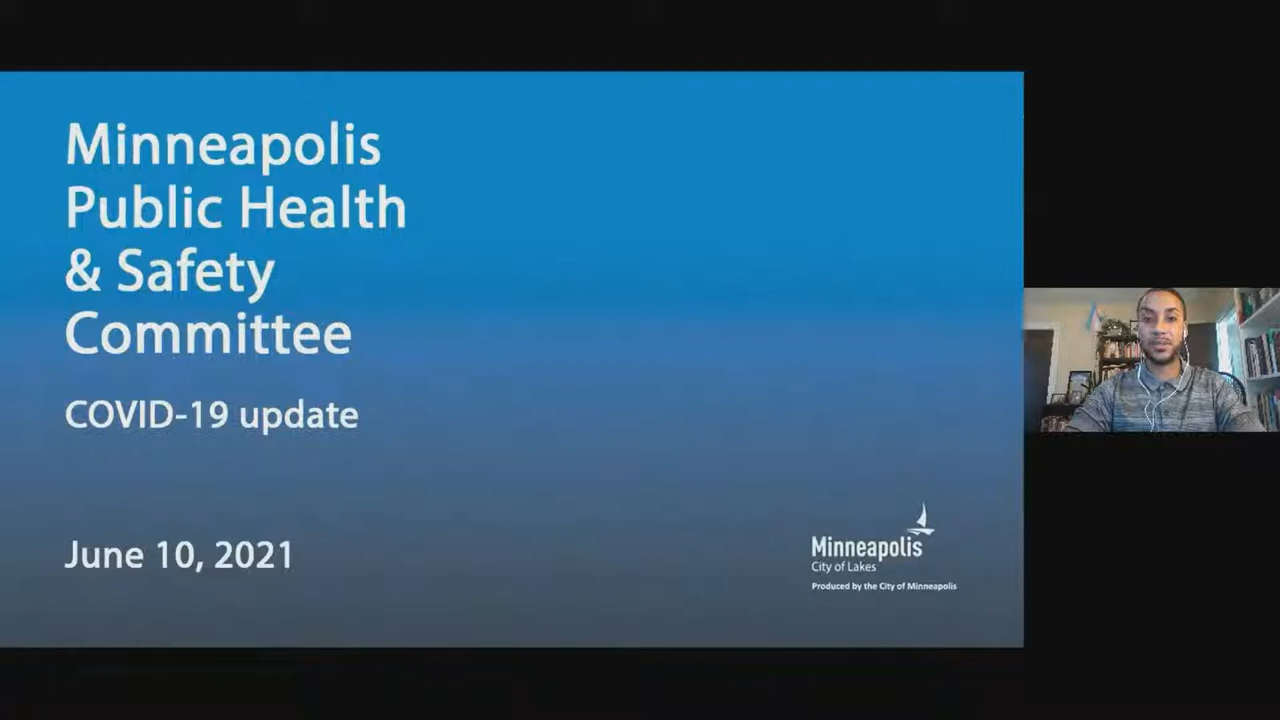 Minneapolis
Public Health
& Safety
Committee
COVID-19 update
June 10, 2021
Minneapolis
City of Lakes
Produced by the City of Minneapolis